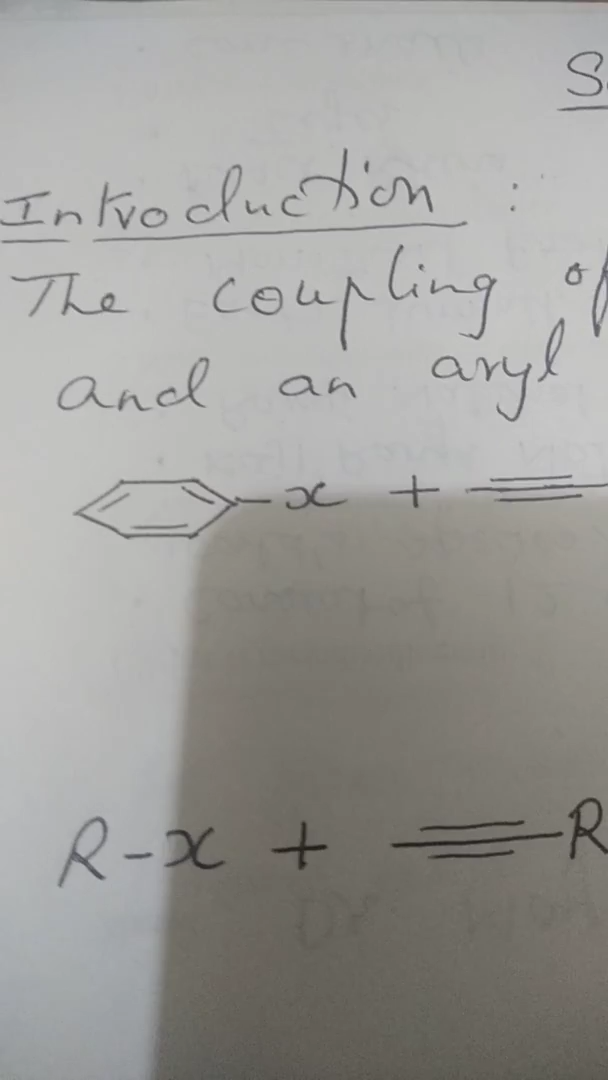 S
Introduction :
The coupling of
and an aryl
x + ≡
R-x + ≡-R